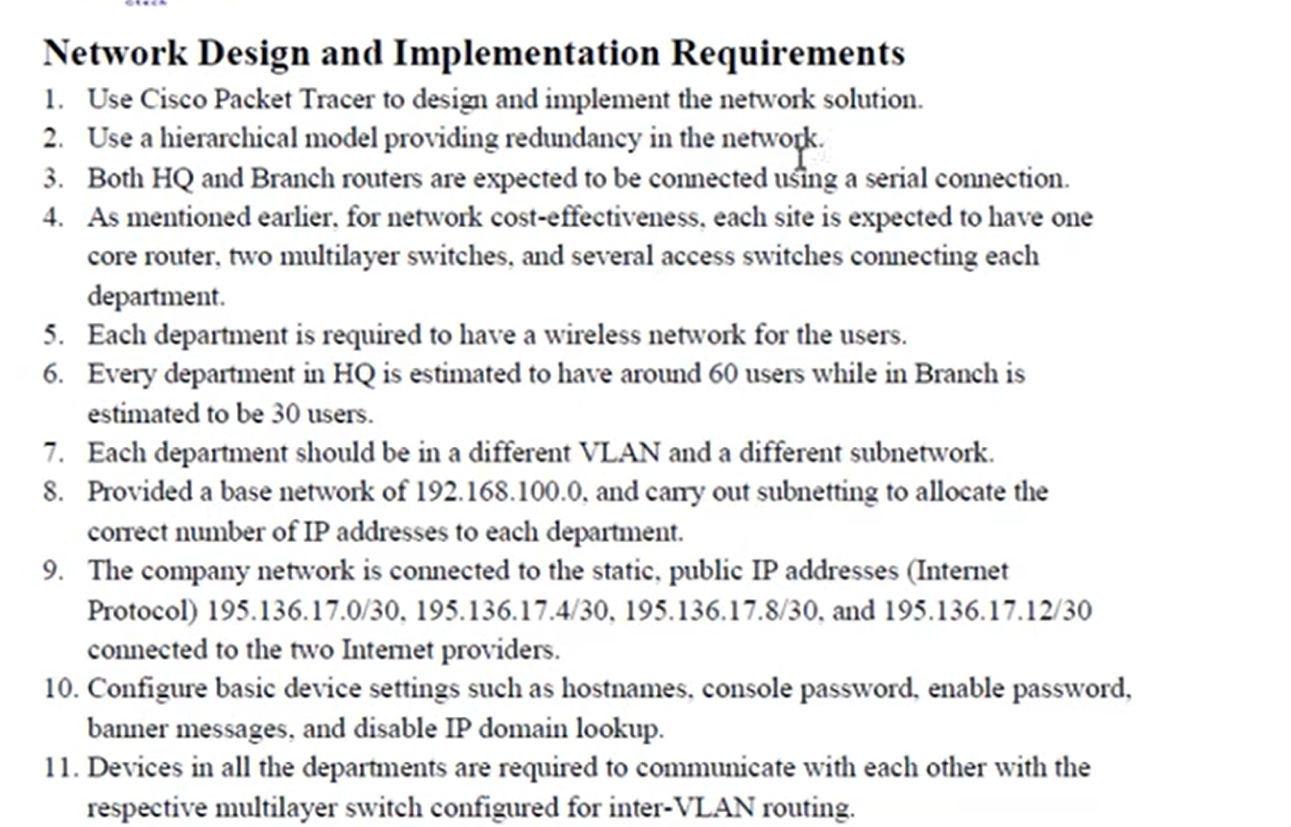 Network Design and Implementation Requirements
1. Use Cisco Packet Tracer to design and implement the network solution.
2. Use a hierarchical model providing redundancy in the network.
3. Both HQ and Branch routers are expected to be connected using a serial connection.
4. As mentioned earlier, for network cost-effectiveness, each site is expected to have one
core router, two multilayer switches, and several access switches connecting each
department.
5. Each department is required to have a wireless network for the users.
6. Every department in HQ is estimated to have around 60 users while in Branch is
estimated to be 30 users.
7. Each department should be in a different VLAN and a different subnetwork.
8. Provided a base network of 192.168.100.0, and carry out subnetting to allocate the
correct number of IP addresses to each department.
9. The company network is connected to the static, public IP addresses (Internet
Protocol) 195.136.17.0/30, 195.136.17.4/30, 195.136.17.8/30, and 195.136.17.12/30
connected to the two Internet providers.
10. Configure basic device settings such as hostnames, console password, enable password,
banner messages, and disable IP domain lookup.
11. Devices in all the departments are required to communicate with each other with the
respective multilayer switch configured for inter-VLAN routing.